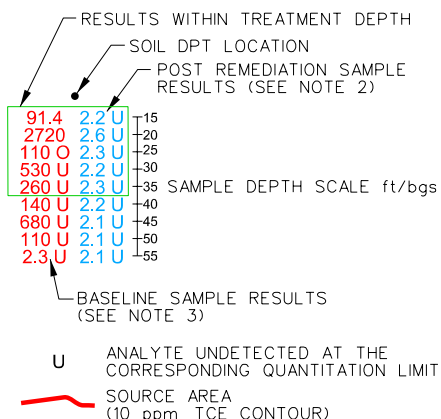 RESULTS WITHIN TREATMENT DEPTH
SOIL DPT LOCATION
POST REMEDIATION SAMPLE
RESULTS (SEE NOTE 2)
91.4 2.2 U 15
2720 2.6 U 20
110 O 2.3 U 25
530 U 2.2 U 30
260 U 2.3 U 35 SAMPLE DEPTH SCALE ft/bgs
140 U 2.2 U 40
680 U 2.1 U 45
110 U 2.1 U 50
2.3 U 2.1 U 55
BASELINE SAMPLE RESULTS
(SEE NOTE 3)
U ANALYTE UNDETECTED AT THE
CORRESPONDING QUANTITATION LIMIT
SOURCE AREA
(10 ppm TCE CONTOUR)